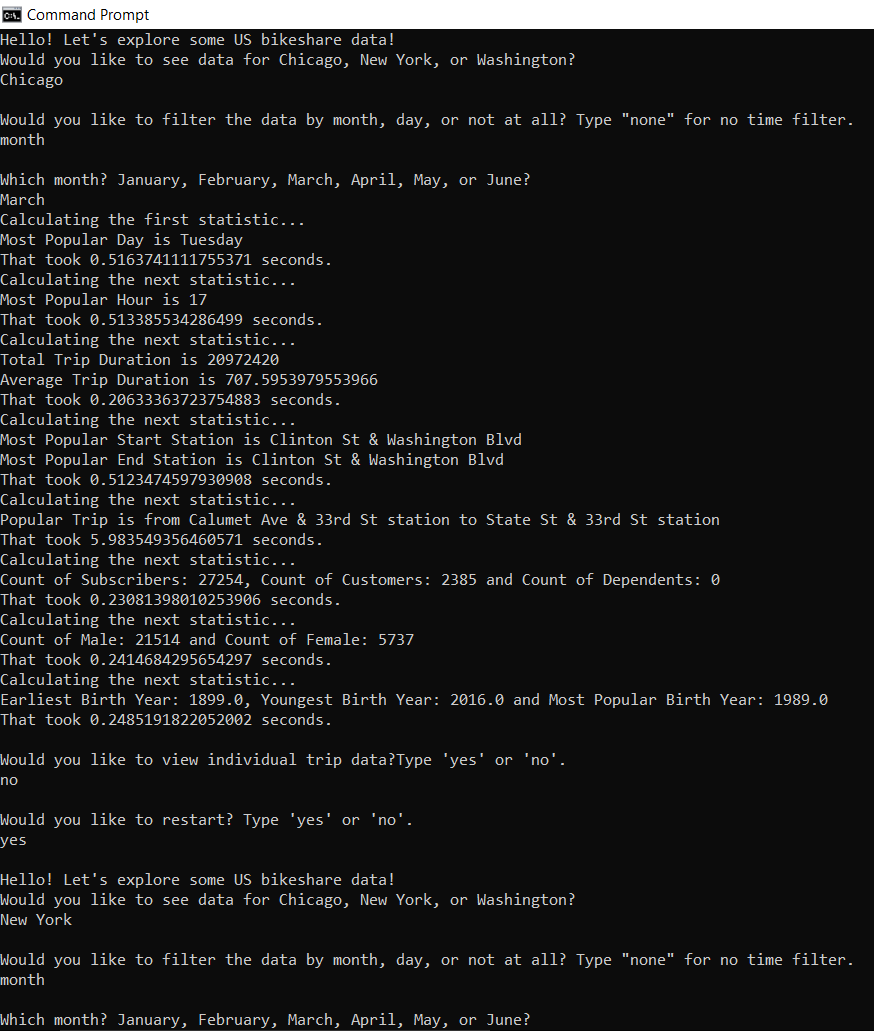 Command Prompt
Hello! Let's explore some US bikeshare data!
Would you like to see data for Chicago, New York, or Washington?
Chicago
Would you like to filter the data by month, day, or not at all? Type "none" for no time filter.
month
Which month? January, February, March, April, May, or June?
March
Calculating the first statistic...
Most Popular Day is Tuesday
That took 0.5163741111755371 seconds.
Calculating the next statistic...
Most Popular Hour is 17
That took 0.513385534286499 seconds.
Calculating the next statistic...
Total Trip Duration is 20972420
Average Trip Duration is 707.5953979553966
That took 0.20633363723754883 seconds.
Calculating the next statistic...
Most Popular Start Station is Clinton St & Washington Blvd
Most Popular End Station is Clinton St & Washington Blvd
That took 0.5123474597930908 seconds.
Calculating the next statistic...
Popular Trip is from Calumet Ave & 33rd St station to State St & 33rd St station
That took 5.983549356460571 seconds.
Calculating the next statistic...
Count of Subscribers: 27254, Count of Customers: 2385 and Count of Dependents: 0
That took 0.23081398010253906 seconds.
Calculating the next statistic...
Count of Male: 21514 and Count of Female: 5737
That took 0.2414684295654297 seconds.
Calculating the next statistic...
Earliest Birth Year: 1899.0, Youngest Birth Year: 2016.0 and Most Popular Birth Year: 1989.0
That took 0.2485191822052002 seconds.
Would you like to view individual trip data?Type 'yes' or 'no'.
no
Would you like to restart? Type 'yes' or 'no'.
yes
Hello! Let's explore some US bikeshare data!
Would you like to see data for Chicago, New York, or Washington?
New York
Would you like to filter the data by month, day, or not at all? Type "none" for no time filter.
month
Which month? January, February, March, April, May, or June?